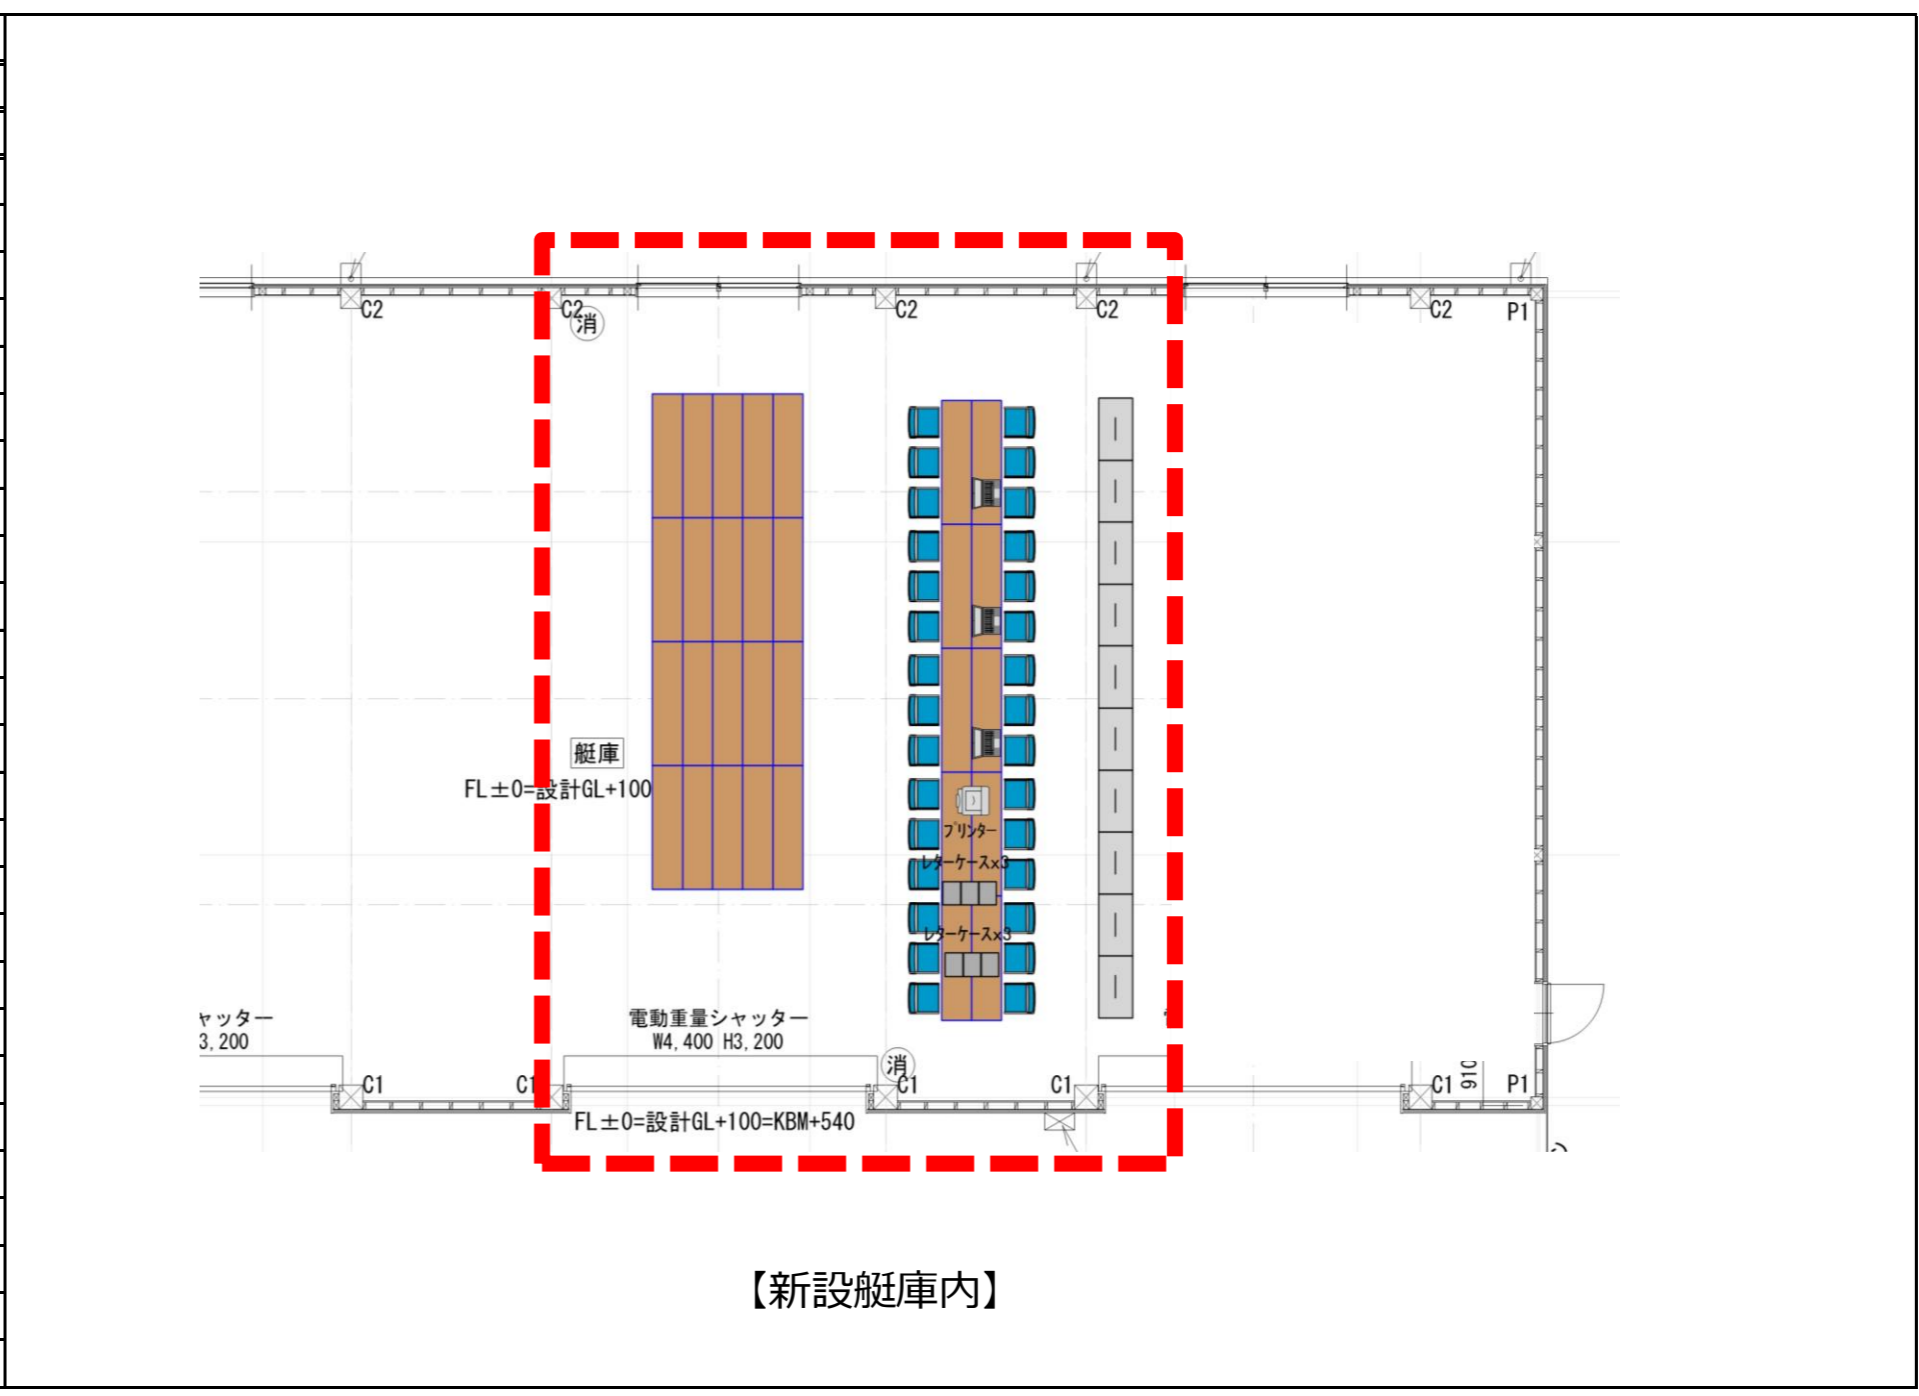 C2
C2
消
C2
C2
C2
P1
艇庫
FL±0=設計GL+100
プリンター
レターケースx3
レターケースx3
ャッター
3,200
電動重量シャッター
W4,400 H3,200
消
C1
C1
C1
C1
C1
910
P1
FL±0=設計GL+100=KBM+540
【新設艇庫内】